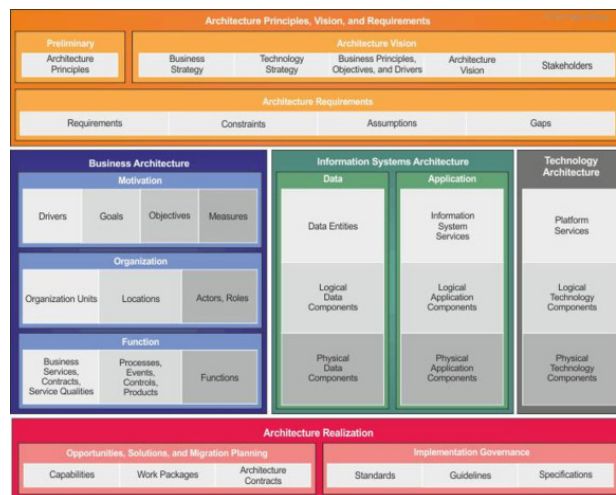 Architecture Principles, Vision, and Requirements
Preliminary
Architecture
Principles
Architecture Vision
Business
Strategy
Technology
Strategy
Business Principles,
Objectives, and Drivers
Architecture
Vision
Stakeholders
Architecture Requirements
Requirements
Constraints
Assumptions
Gaps
Business Architecture
Motivation
Drivers
Goals
Objectives
Measures
Organization
Organization Units
Locations
Actors, Roles
Function
Business
Services,
Contracts,
Service Qualities
Processes,
Events,
Controls,
Products
Functions
Information Systems Architecture
Data
Data Entities
Logical
Data
Components
Physical
Data
Components
Application
Information
System
Services
Logical
Application
Components
Physical
Application
Components
Technology
Architecture
Platform
Services
Logical
Technology
Components
Physical
Technology
Components
Architecture Realization
Opportunities, Solutions, and Migration Planning
Capabilities
Work Packages
Architecture
Contracts
Implementation Governance
Standards
Guidelines
Specifications